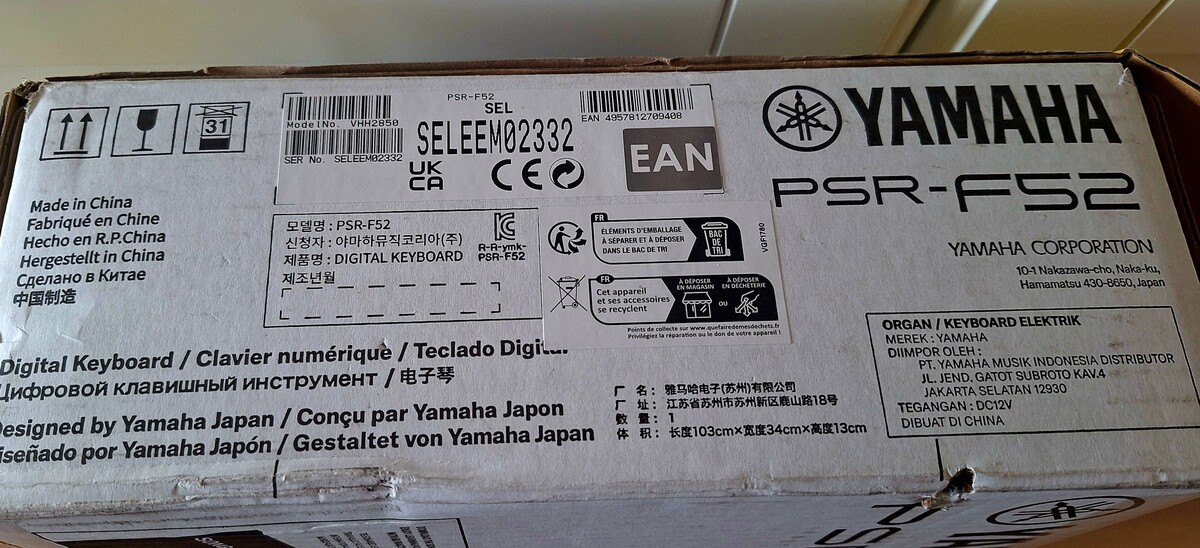 31
PSR-F52
SEL
Model No. VHH2850
SER No. SELEEM02332
SELEEM02332
EAN 4957812709408
UK
CA
CE
EAN
YAMAHA
PSR-F52
YAMAHA CORPORATION
10-1 Nakazawa-cho, Naka-ku,
Hamamatsu 430-8650, Japan
Made in China
Fabriqué en Chine
Hecho en R.P.China
Hergestellt in China
Сделано в Китае
中国制造
모델명 : PSR-F52
신청자 : 야마하뮤직코리아(주)
제품명 : DIGITAL KEYBOARD
제조년월
R-R-ymk-
PSR-F52
FR
ÉLÉMENTS D'EMBALLAGE
À SÉPARER ET À DÉPOSER
DANS LE BAC DE TRI
BAC
DE
TRI
VGF1780
FR
Cet appareil
et ses accessoires
se recyclent
À DÉPOSER
EN MAGASIN
OU
À DÉPOSER
EN DÉCHÈTERIE
Points de collecte sur www.quefairedemesdechets.fr
Privilégiez la réparation ou le don de votre appareil !
Digital Keyboard / Clavier numérique / Teclado Digital
Цифровой клавишный инструмент / 电子琴
Designed by Yamaha Japan / Conçu par Yamaha Japon
iseñado por Yamaha Japón / Gestaltet von Yamaha Japan
厂 名 : 雅马哈电子(苏州)有限公司
厂 址 : 江苏省苏州市苏州新区鹿山路18号
数 量 : 1
体 积 : 长度103cm×宽度34cm×高度13cm
ORGAN / KEYBOARD ELEKTRIK
MEREK : YAMAHA
DIIMPOR OLEH :
PT. YAMAHA MUSIK INDONESIA DISTRIBUTOR
JL. JEND. GATOT SUBROTO KAV.4
JAKARTA SELATAN 12930
TEGANGAN : DC12V
DIBUAT DI CHINA